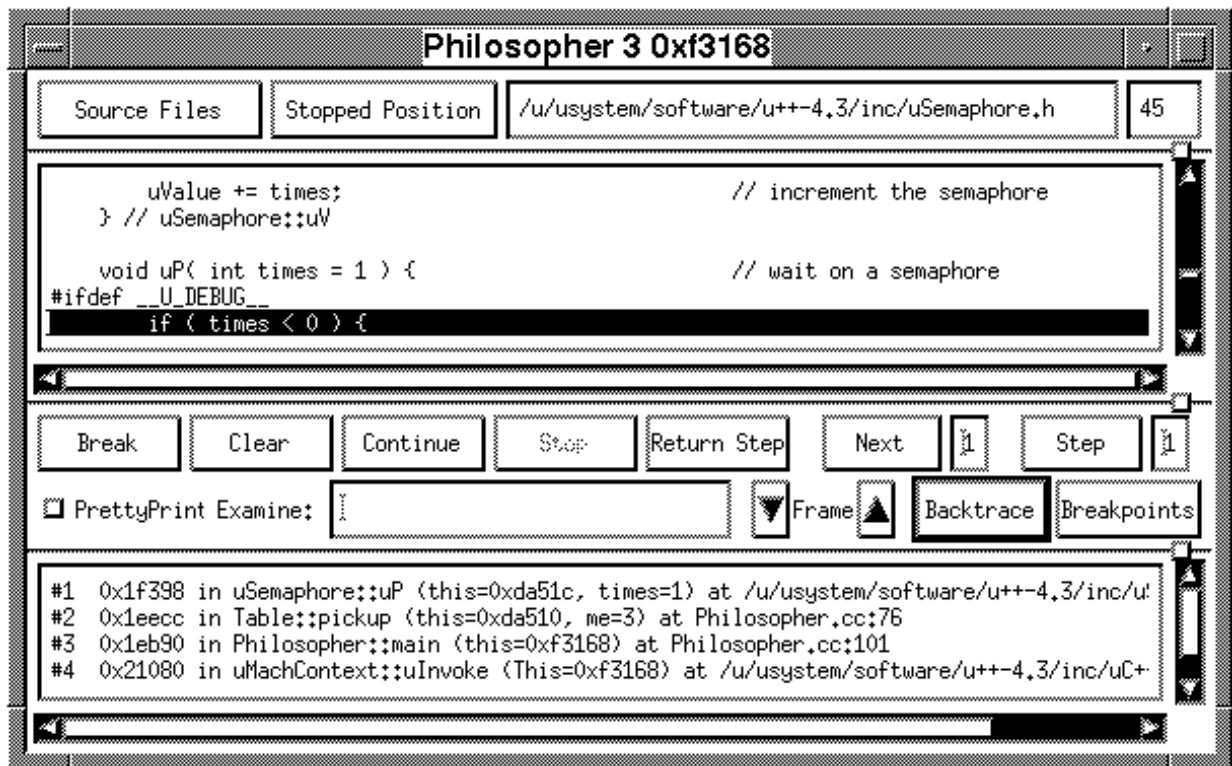 Philosopher 3 0xf3168
Source Files Stopped Position /u/usystem/software/u++-4.3/inc/uSemaphore.h 45
uValue += times; // increment the semaphore
} // uSemaphore::uV
void uP( int times = 1 ) { // wait on a semaphore
#ifdef __U_DEBUG__
if ( times < 0 ) {
Break Clear Continue Stop Return Step Next 1 Step 1
PrettyPrint Examine: Frame Backtrace Breakpoints
#1 0x1f398 in uSemaphore::uP (this=0xda51c, times=1) at /u/usystem/software/u++-4.3/inc/uS
#2 0x1eecc in Table::pickup (this=0xda510, me=3) at Philosopher.cc:76
#3 0x1eb90 in Philosopher::main (this=0xf3168) at Philosopher.cc:101
#4 0x21080 in uMachContext::uInvoke (This=0xf3168) at /u/usystem/software/u++-4.3/inc/uC+